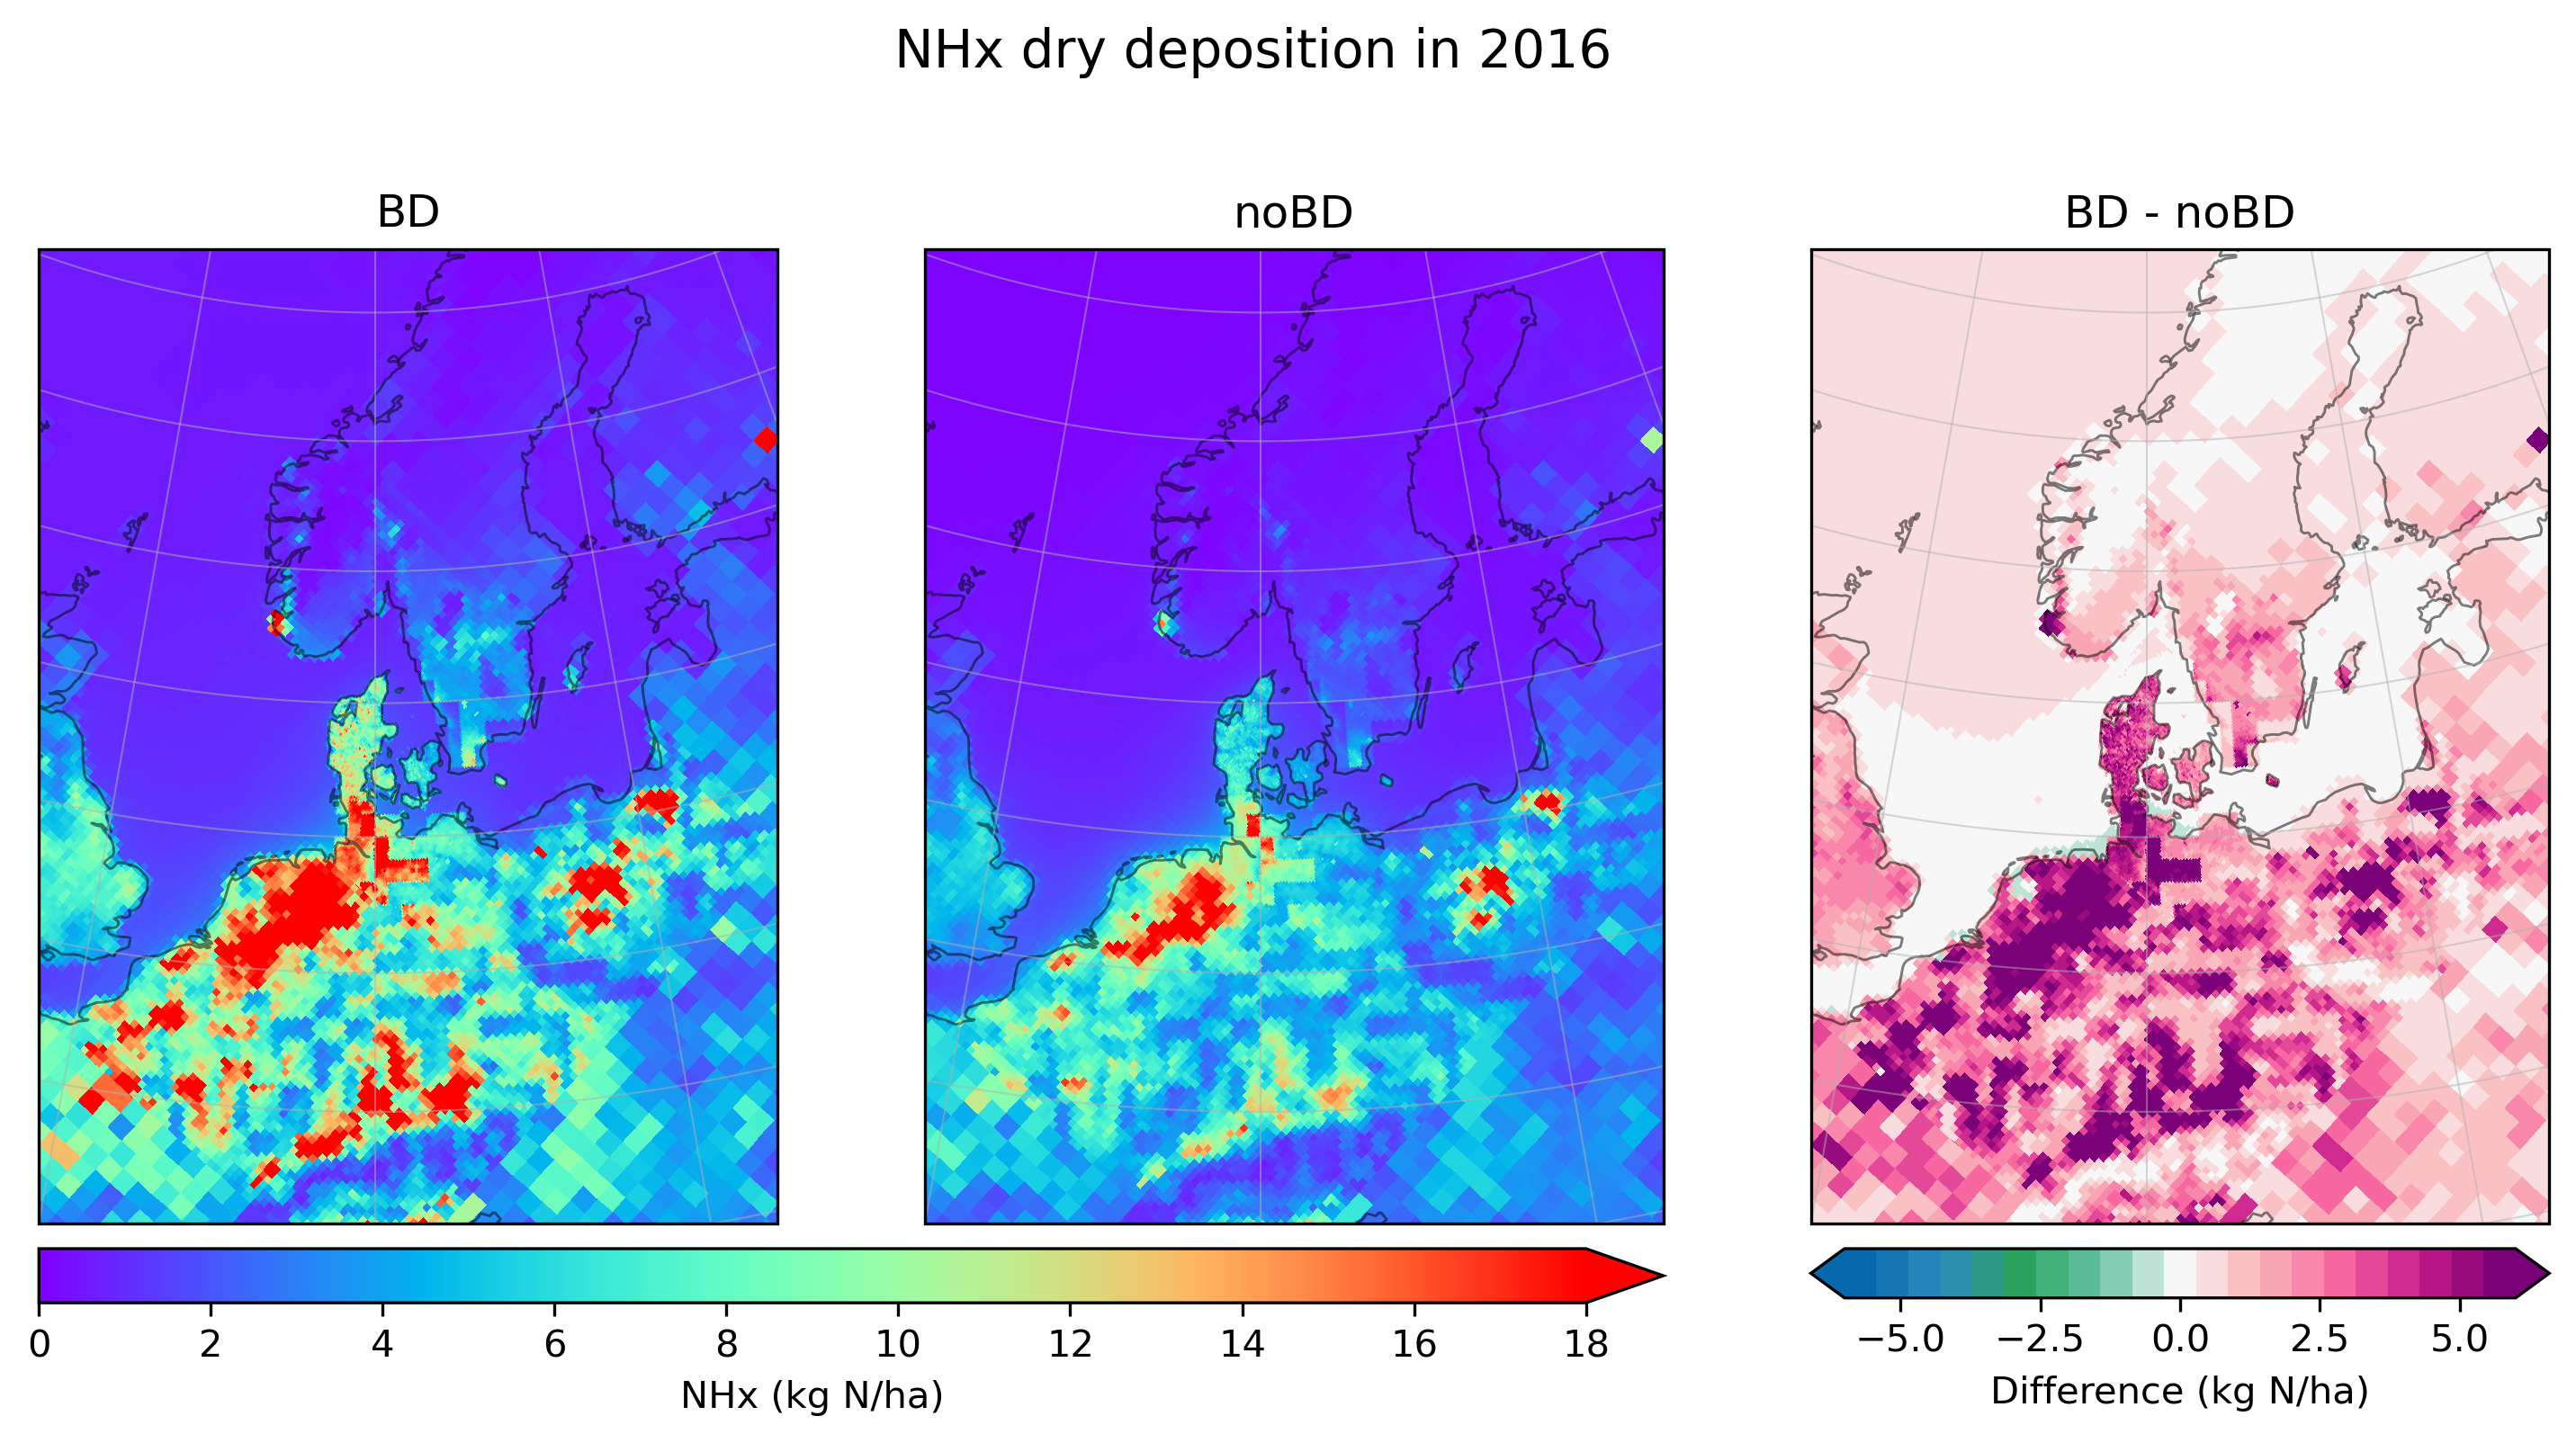 NHx dry deposition in 2016
BD
noBD
BD - noBD
0 2 4 6 8 10 12 14 16 18
NHx (kg N/ha)
−5.0 −2.5 0.0 2.5 5.0
Difference (kg N/ha)